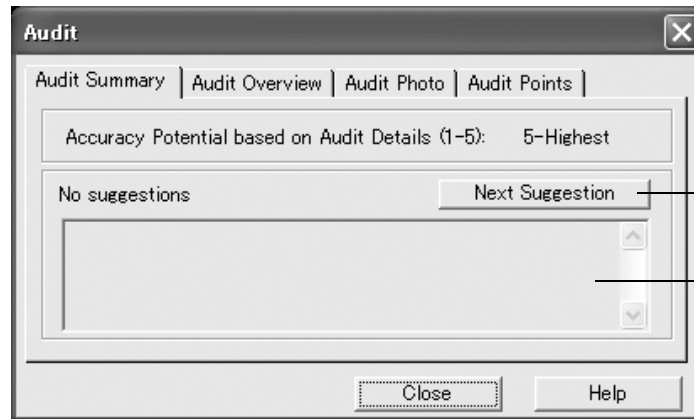 Audit
Audit Summary Audit Overview Audit Photo Audit Points
Accuracy Potential based on Audit Details (1-5): 5-Highest
No suggestions Next Suggestion
Close Help